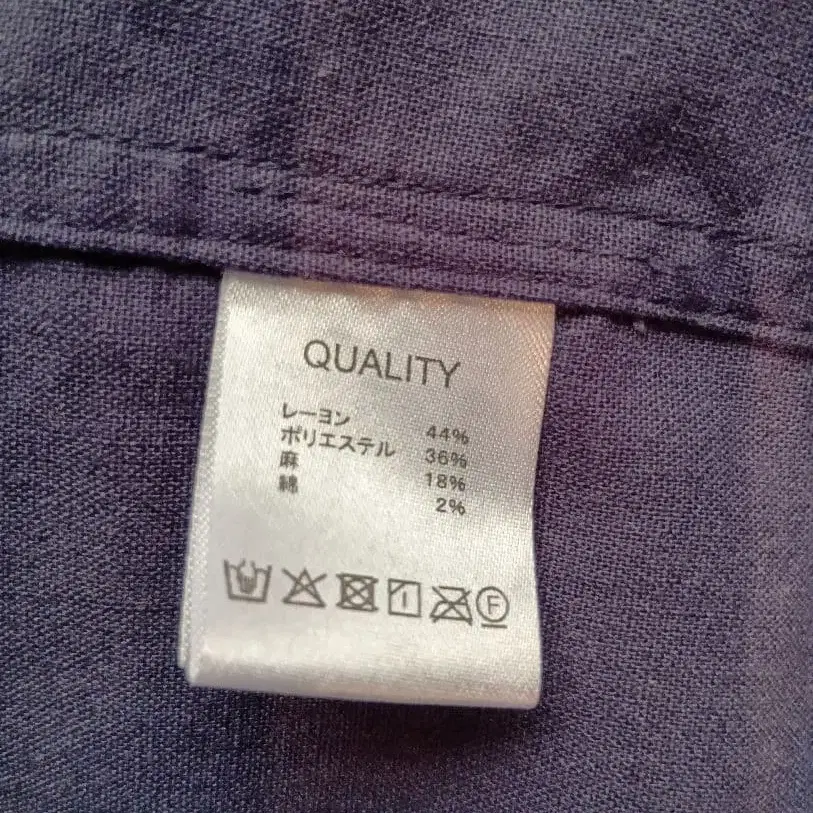 QUALITY
レーヨン 44%
ポリエステル 36%
麻 18%
綿 2%
F